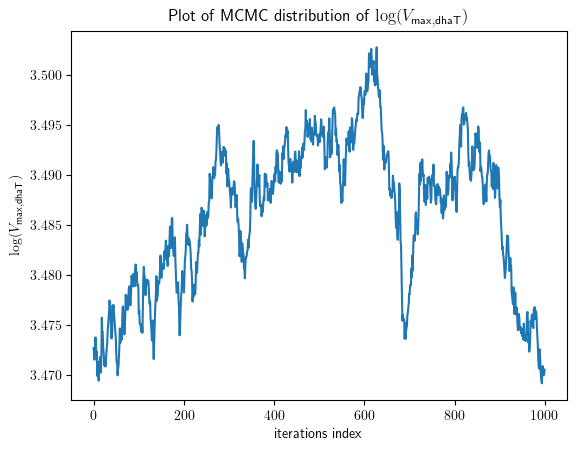 Plot of MCMC distribution of log(V_max,dhaT)
log(V_max,dhaT)
3.500
3.495
3.490
3.485
3.480
3.475
3.470
0 200 400 600 800 1000
iterations index